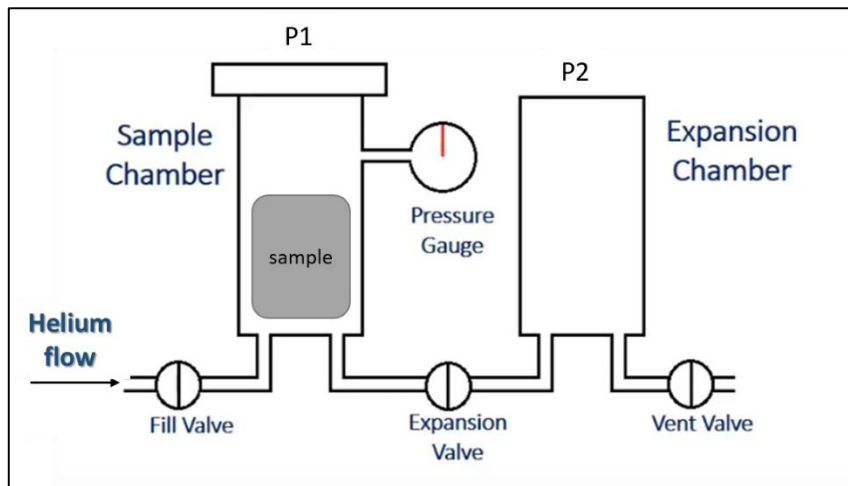 P1
P2
Sample
Chamber
Expansion
Chamber
Pressure
Gauge
sample
Helium
flow
Fill Valve
Expansion
Valve
Vent Valve